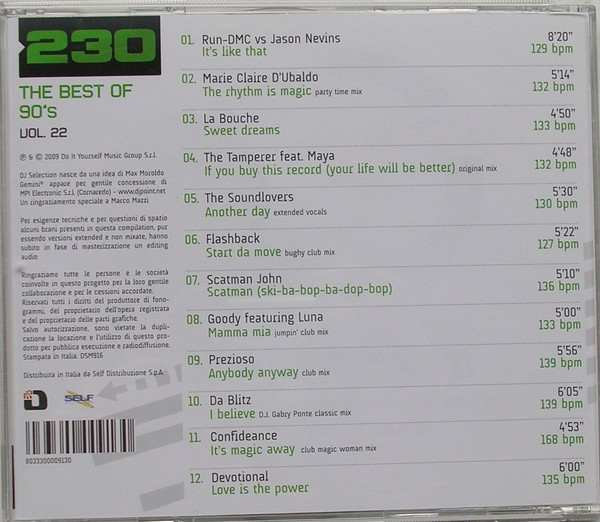 230
THE BEST OF
90's
VOL. 22
℗ & © 2009 Do It Yourself Music Group S.r.l.
DJ Selection nasce da una idea di Max Moroldo
Gemini® appare per gentile concessione di
MPI Electronic S.r.l (Cornaredo) - www.djpoint.net
Un ringraziamento speciale a Marco Mazzi
Per esigenze tecniche e per questioni di spazio
alcuni brani presenti in questa compilation, pur
essendo versioni extended e non mixate, hanno
subito in fase di masterizzazione un editing
audio
Ringraziamo tutte le persone e le società
coinvolte in questo progetto per la loro gentile
collaborazione e per le cessioni accordate.
Riservati tutti i diritti del produttore di fono-
grammi, del proprietario dell'opera registrata
e del proprietario delle parti grafiche.
Salvo autorizzazione, sono vietate la dupli-
cazione la locazione e l'utilizzo di questo pro-
dotto per pubblica esecuzione e radiodiffusione.
Stampata in Italia. DSM916
Distribuita in Italia da Self Distribuzione S.p.A.
SELF
8033300009130
01. Run-DMC vs Jason Nevins 8'20"
It's like that 129 bpm
02. Marie Claire D'Ubaldo 5'14"
The rhythm is magic party time mix 132 bpm
03. La Bouche 4'50"
Sweet dreams 133 bpm
04. The Tamperer feat. Maya 4'48"
If you buy this record (your life will be better) original mix 132 bpm
05. The Soundlovers 5'30"
Another day extended vocals 130 bpm
06. Flashback 5'22"
Start da move bughy club mix 127 bpm
07. Scatman John 5'10"
Scatman (ski-ba-bop-ba-dop-bop) 136 bpm
08. Goody featuring Luna 5'00"
Mamma mia jumpin' club mix 133 bpm
09. Prezioso 5'56"
Anybody anyway club mix 139 bpm
10. Da Blitz 6'05"
I believe D.J. Gabry Ponte classic mix 139 bpm
11. Confideance 4'53"
It's magic away club magic woman mix 168 bpm
12. Devotional 6'00"
Love is the power 135 bpm